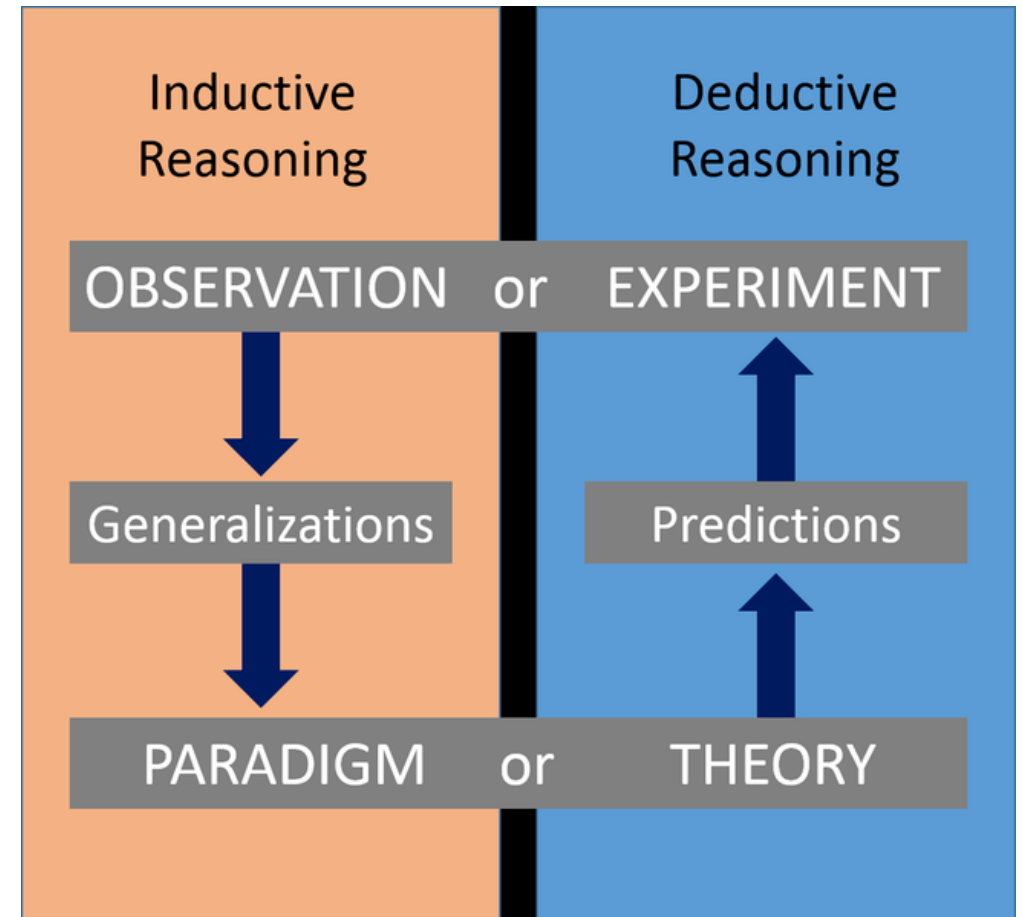 Inductive
Reasoning
Deductive
Reasoning
OBSERVATION or EXPERIMENT
Generalizations
Predictions
PARADIGM or THEORY